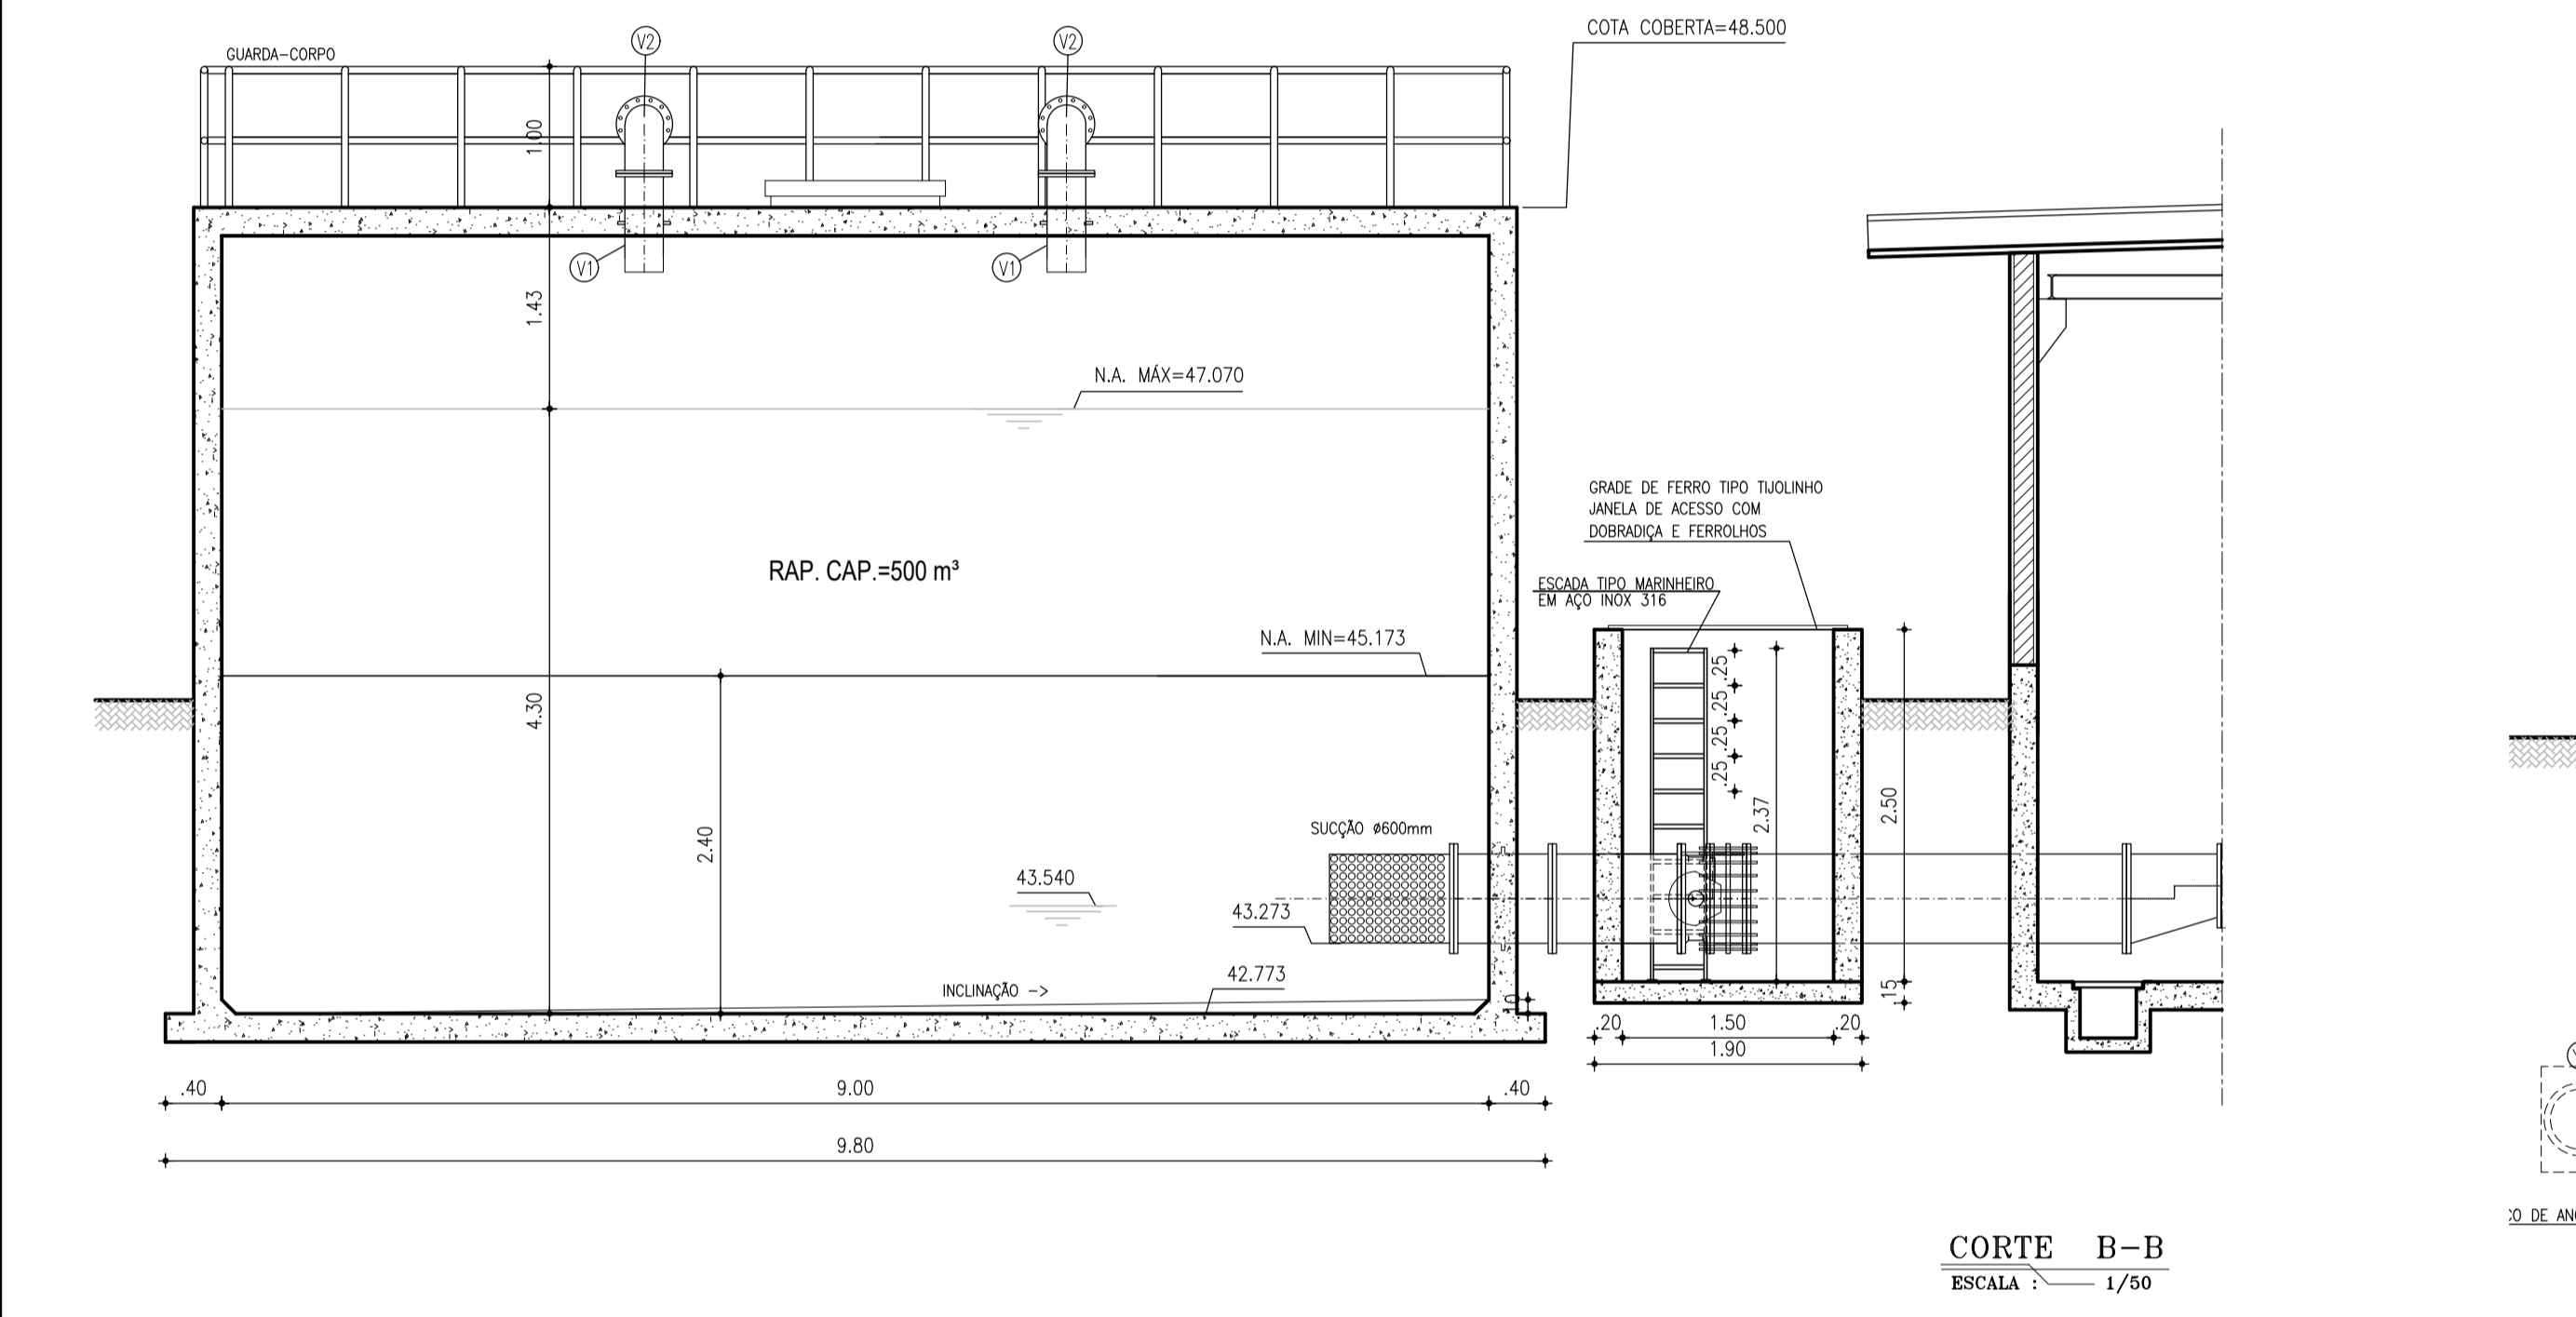 COTA COBERTA=48.500
GUARDA-CORPO
V2
V2
1.00
V1
V1
1.43
N.A. MÁX=47.070
RAP. CAP.=500 m³
GRADE DE FERRO TIPO TIJOLINHO
JANELA DE ACESSO COM
DOBRADIÇA E FERROLHOS
ESCADA TIPO MARINHEIRO
EM AÇO INOX 316
N.A. MIN=45.173
4.30
2.40
.25
.25
.25
.25
2.37
2.50
SUCÇÃO Ø600mm
43.540
43.273
42.773
INCLINAÇÃO ->
15
.20
1.50
.20
1.90
.40
9.00
.40
9.80
CORTE B-B
ESCALA : 1/50
DE